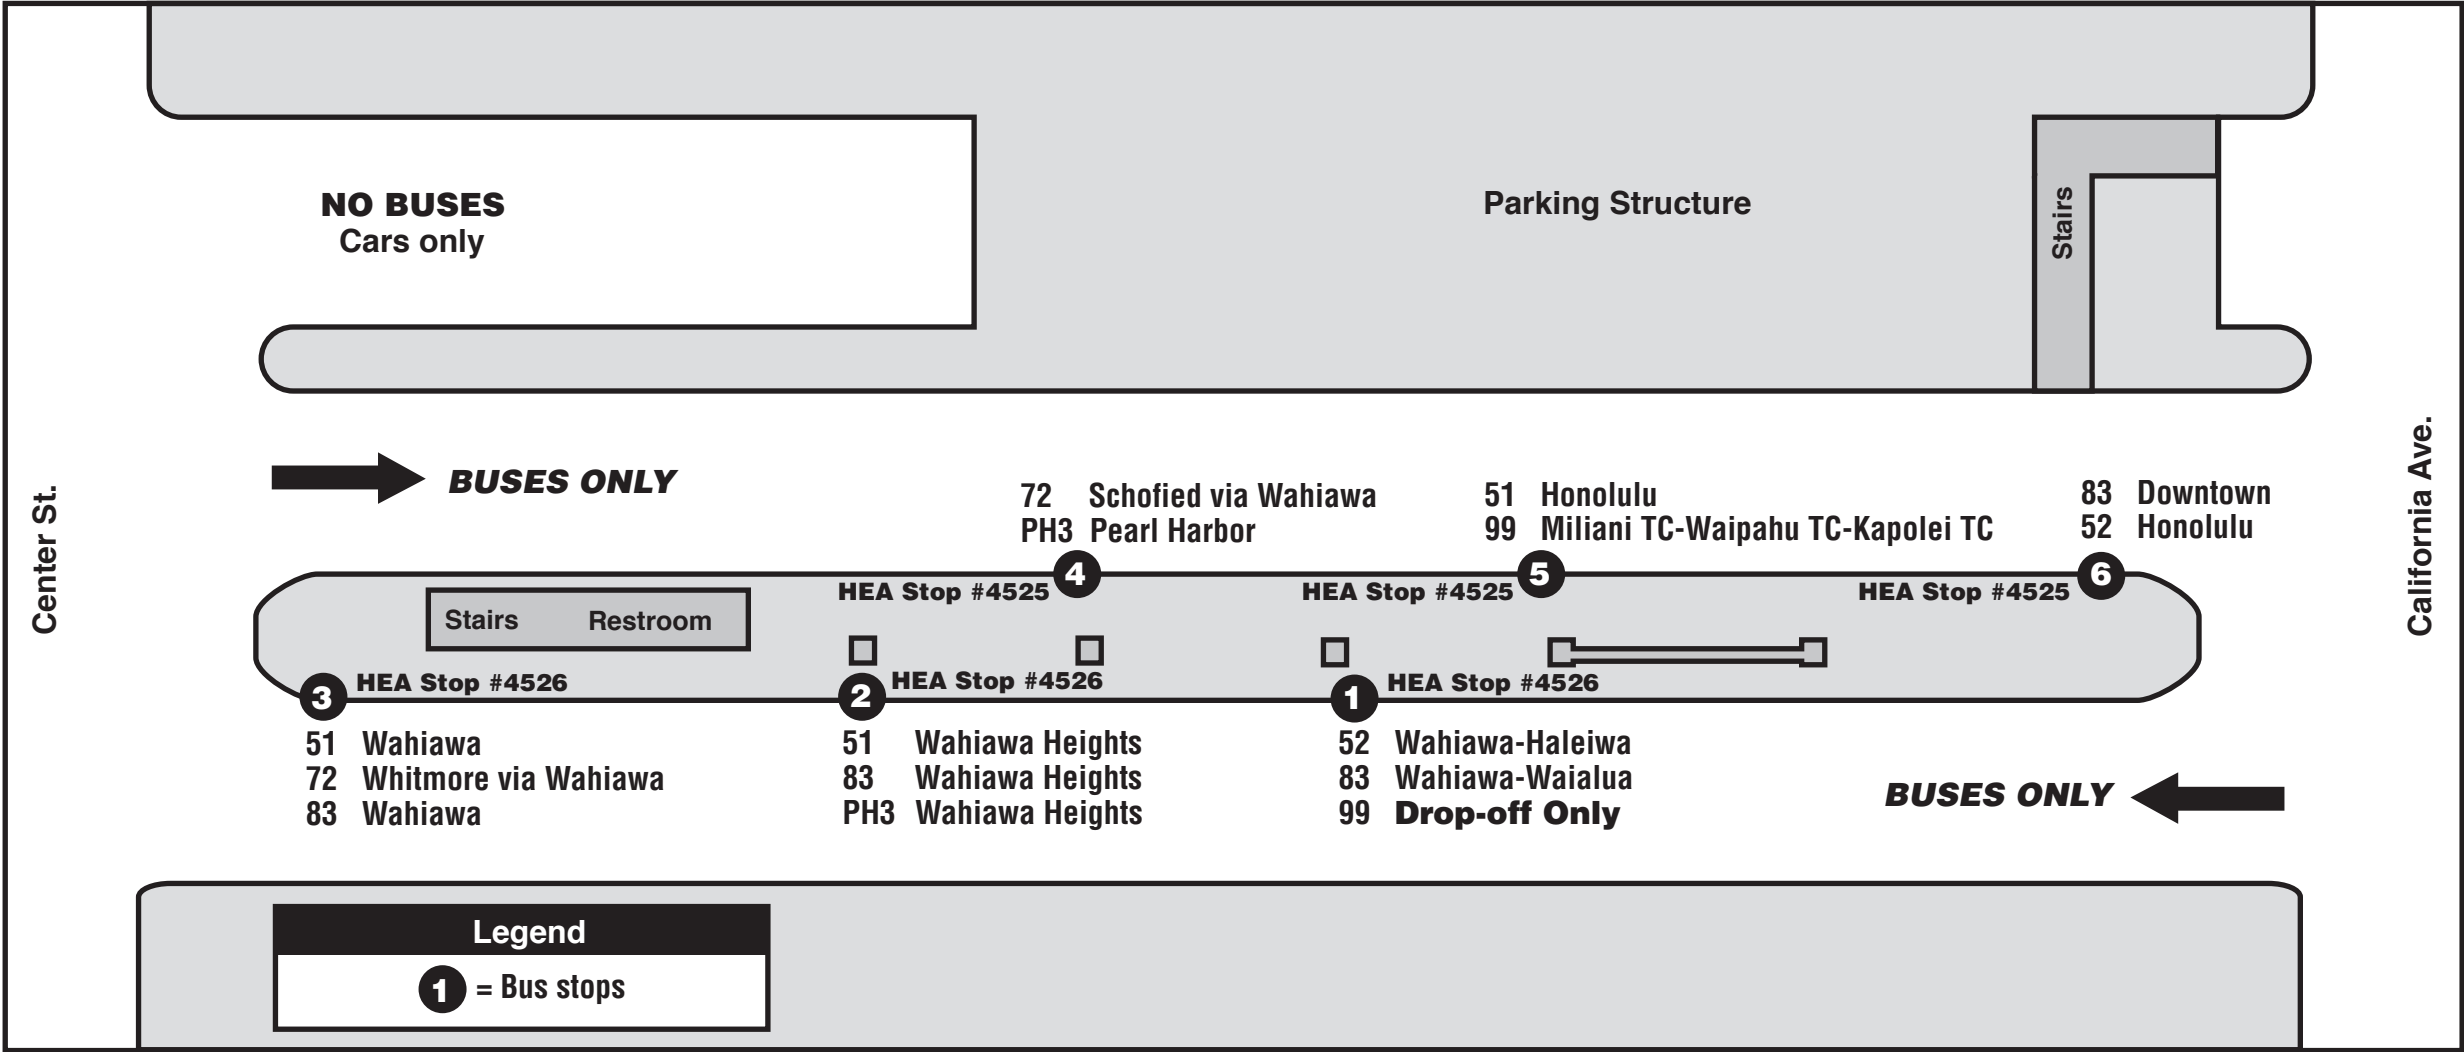 NO BUSES
Cars only
Parking Structure
Stairs
Center St.
California Ave.
BUSES ONLY
72 Schofied via Wahiawa
PH3 Pearl Harbor
51 Honolulu
99 Miliani TC-Waipahu TC-Kapolei TC
83 Downtown
52 Honolulu
4
5
6
HEA Stop #4525
HEA Stop #4525
HEA Stop #4525
Stairs Restroom
3 HEA Stop #4526
2 HEA Stop #4526
1 HEA Stop #4526
51 Wahiawa
72 Whitmore via Wahiawa
83 Wahiawa
51 Wahiawa Heights
83 Wahiawa Heights
PH3 Wahiawa Heights
52 Wahiawa-Haleiwa
83 Wahiawa-Waialua
99 Drop-off Only
BUSES ONLY
Legend
1 = Bus stops